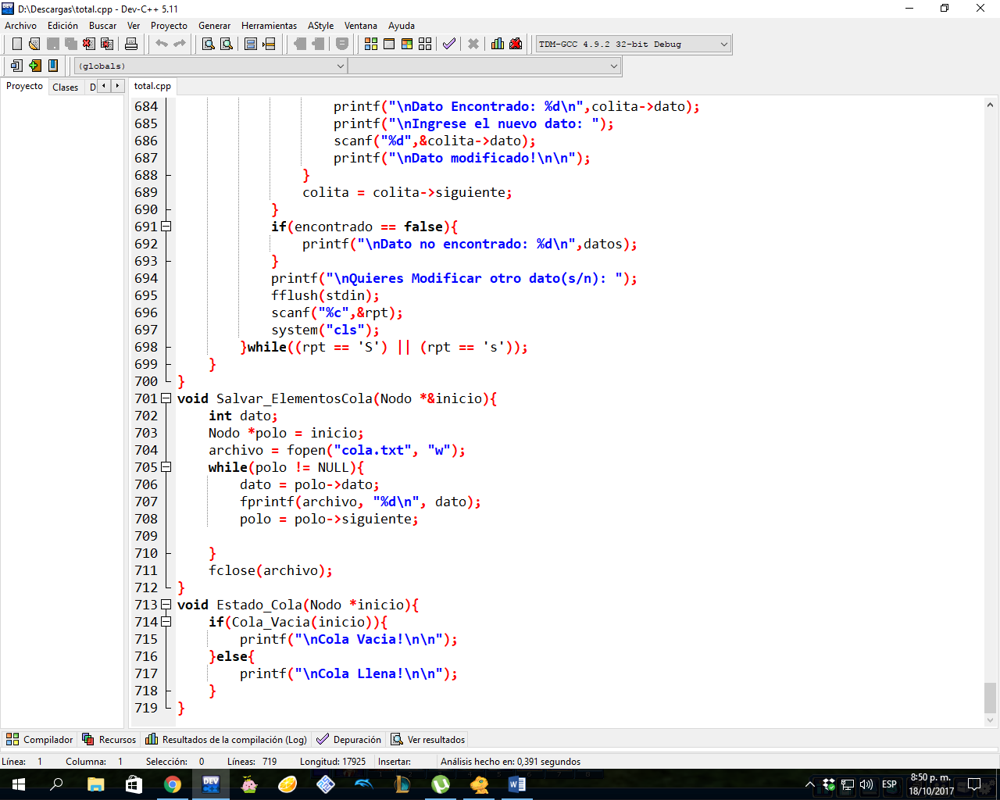 D:\Descargas\total.cpp - Dev-C++ 5.11
Archivo Edición Buscar Ver Proyecto Generar Herramientas AStyle Ventana Ayuda
TDM-GCC 4.9.2 32-bit Debug
(globals)
Proyecto Clases D
total.cpp
684 printf("\nDato Encontrado: %d\n",colita->dato);
685 printf("\nIngrese el nuevo dato: ");
686 scanf("%d",&colita->dato);
687 printf("\nDato modificado!\n\n");
688 }
689 colita = colita->siguiente;
690 }
691 if(encontrado == false){
692 printf("\nDato no encontrado: %d\n",datos);
693 }
694 printf("\nQuieres Modificar otro dato(s/n): ");
695 fflush(stdin);
696 scanf("%c",&rpt);
697 system("cls");
698 }while((rpt == 'S') || (rpt == 's'));
699 }
700 }
701 void Salvar_ElementosCola(Nodo *&inicio){
702 int dato;
703 Nodo *polo = inicio;
704 archivo = fopen("cola.txt", "w");
705 while(polo != NULL){
706 dato = polo->dato;
707 fprintf(archivo, "%d\n", dato);
708 polo = polo->siguiente;
709
710 }
711 fclose(archivo);
712 }
713 void Estado_Cola(Nodo *inicio){
714 if(Cola_Vacia(inicio)){
715 printf("\nCola Vacia!\n\n");
716 }else{
717 printf("\nCola Llena!\n\n");
718 }
719 }
Compilador Recursos Resultados de la compilación (Log) Depuración Ver resultados
Línea: 1 Columna: 1 Selección: 0 Líneas: 719 Longitud: 17925 Insertar: Análisis hecho en: 0,391 segundos
DEV
ESP
8:50 p. m.
18/10/2017